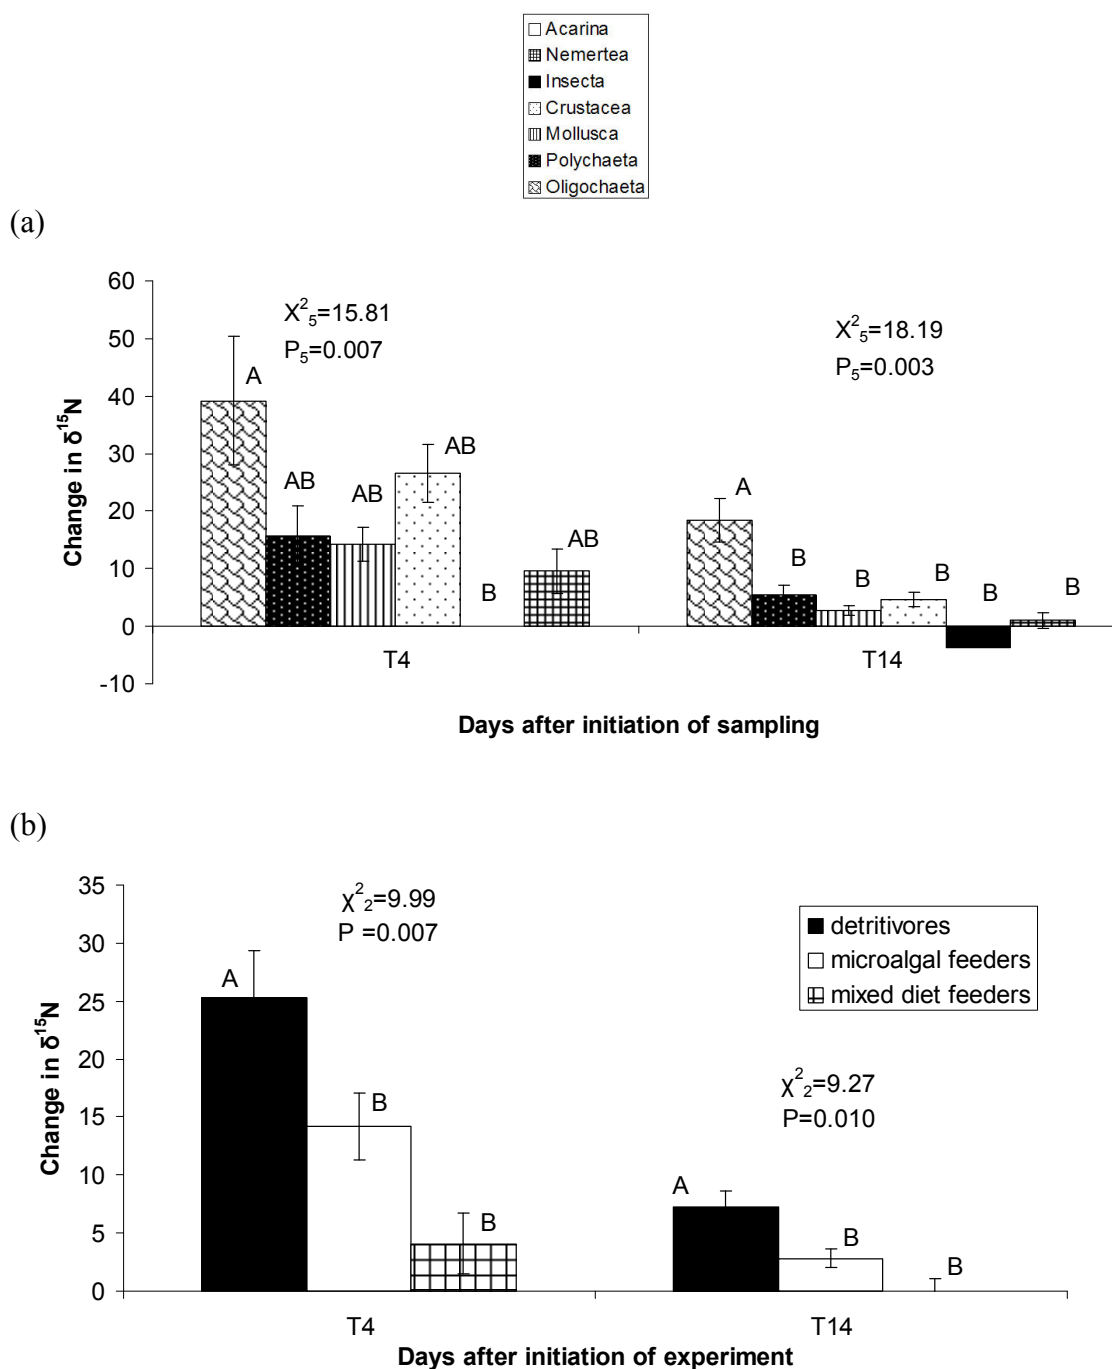 Acarina
Nemertea
Insecta
Crustacea
Mollusca
Polychaeta
Oligochaeta
(a)
60
50
40
30
20
10
0
-10
Change in δ¹⁵N
X²₅=15.81
P₅=0.007
X²₅=18.19
P₅=0.003
A
AB
AB
AB
B
AB
A
B
B
B
B
B
T4
T14
Days after initiation of sampling
(b)
35
30
25
20
15
10
5
0
Change in δ¹⁵N
χ²₂=9.99
P =0.007
detritivores
microalgal feeders
mixed diet feeders
χ²₂=9.27
P=0.010
A
B
B
A
B
B
T4
T14
Days after initiation of experiment